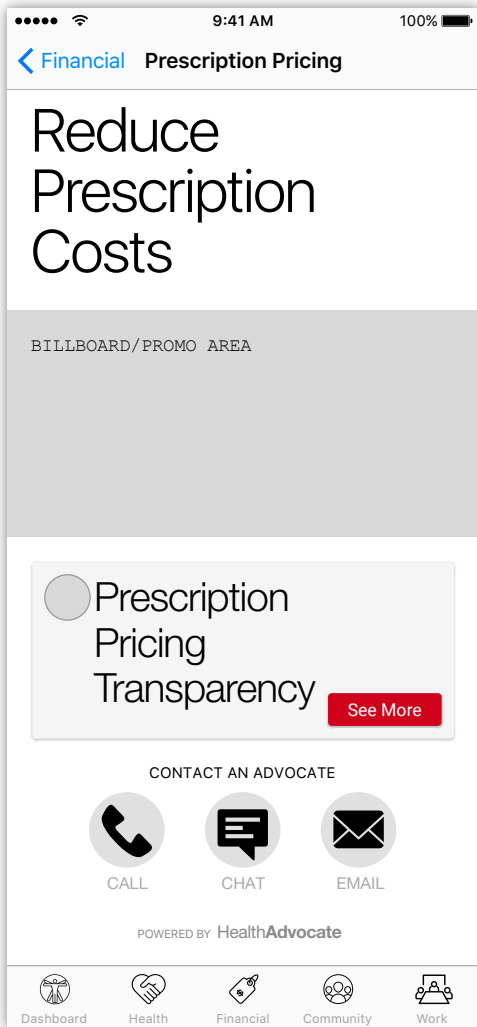 9:41 AM 100%
Financial Prescription Pricing
Reduce
Prescription
Costs
BILLBOARD/PROMO AREA
Prescription
Pricing
Transparency
See More
CONTACT AN ADVOCATE
CALL CHAT EMAIL
POWERED BY HealthAdvocate
Dashboard Health Financial Community Work